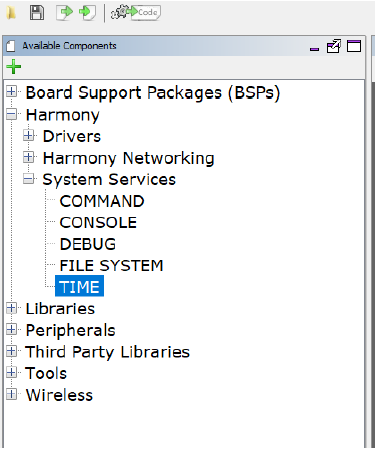 Code
Available Components
Board Support Packages (BSPs)
Harmony
Drivers
Harmony Networking
System Services
COMMAND
CONSOLE
DEBUG
FILE SYSTEM
TIME
Libraries
Peripherals
Third Party Libraries
Tools
Wireless